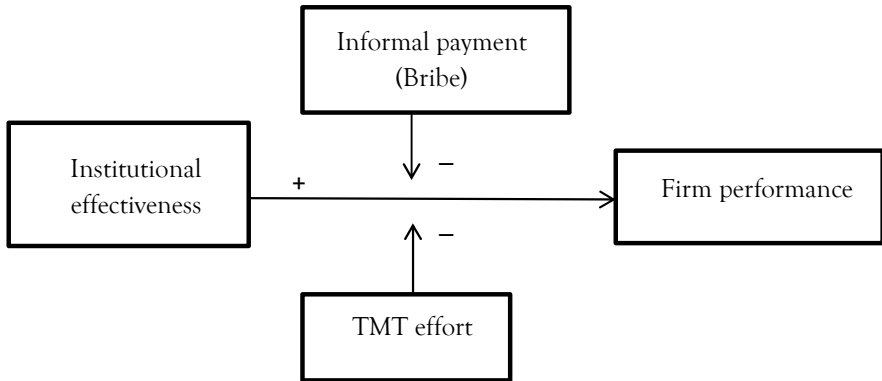 Informal payment
(Bribe)
Institutional
effectiveness
+
–
Firm performance
–
TMT effort